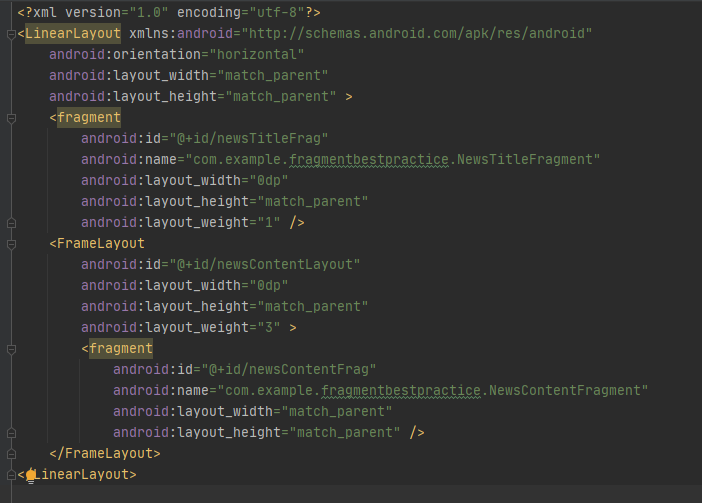 <?xml version="1.0" encoding="utf-8"?>
<LinearLayout xmlns:android="http://schemas.android.com/apk/res/android"
    android:orientation="horizontal"
    android:layout_width="match_parent"
    android:layout_height="match_parent" >
    <fragment
        android:id="@+id/newsTitleFrag"
        android:name="com.example.fragmentbestpractice.NewsTitleFragment"
        android:layout_width="0dp"
        android:layout_height="match_parent"
        android:layout_weight="1" />
    <FrameLayout
        android:id="@+id/newsContentLayout"
        android:layout_width="0dp"
        android:layout_height="match_parent"
        android:layout_weight="3" >
        <fragment
            android:id="@+id/newsContentFrag"
            android:name="com.example.fragmentbestpractice.NewsContentFragment"
            android:layout_width="match_parent"
            android:layout_height="match_parent" />
    </FrameLayout>
</LinearLayout>